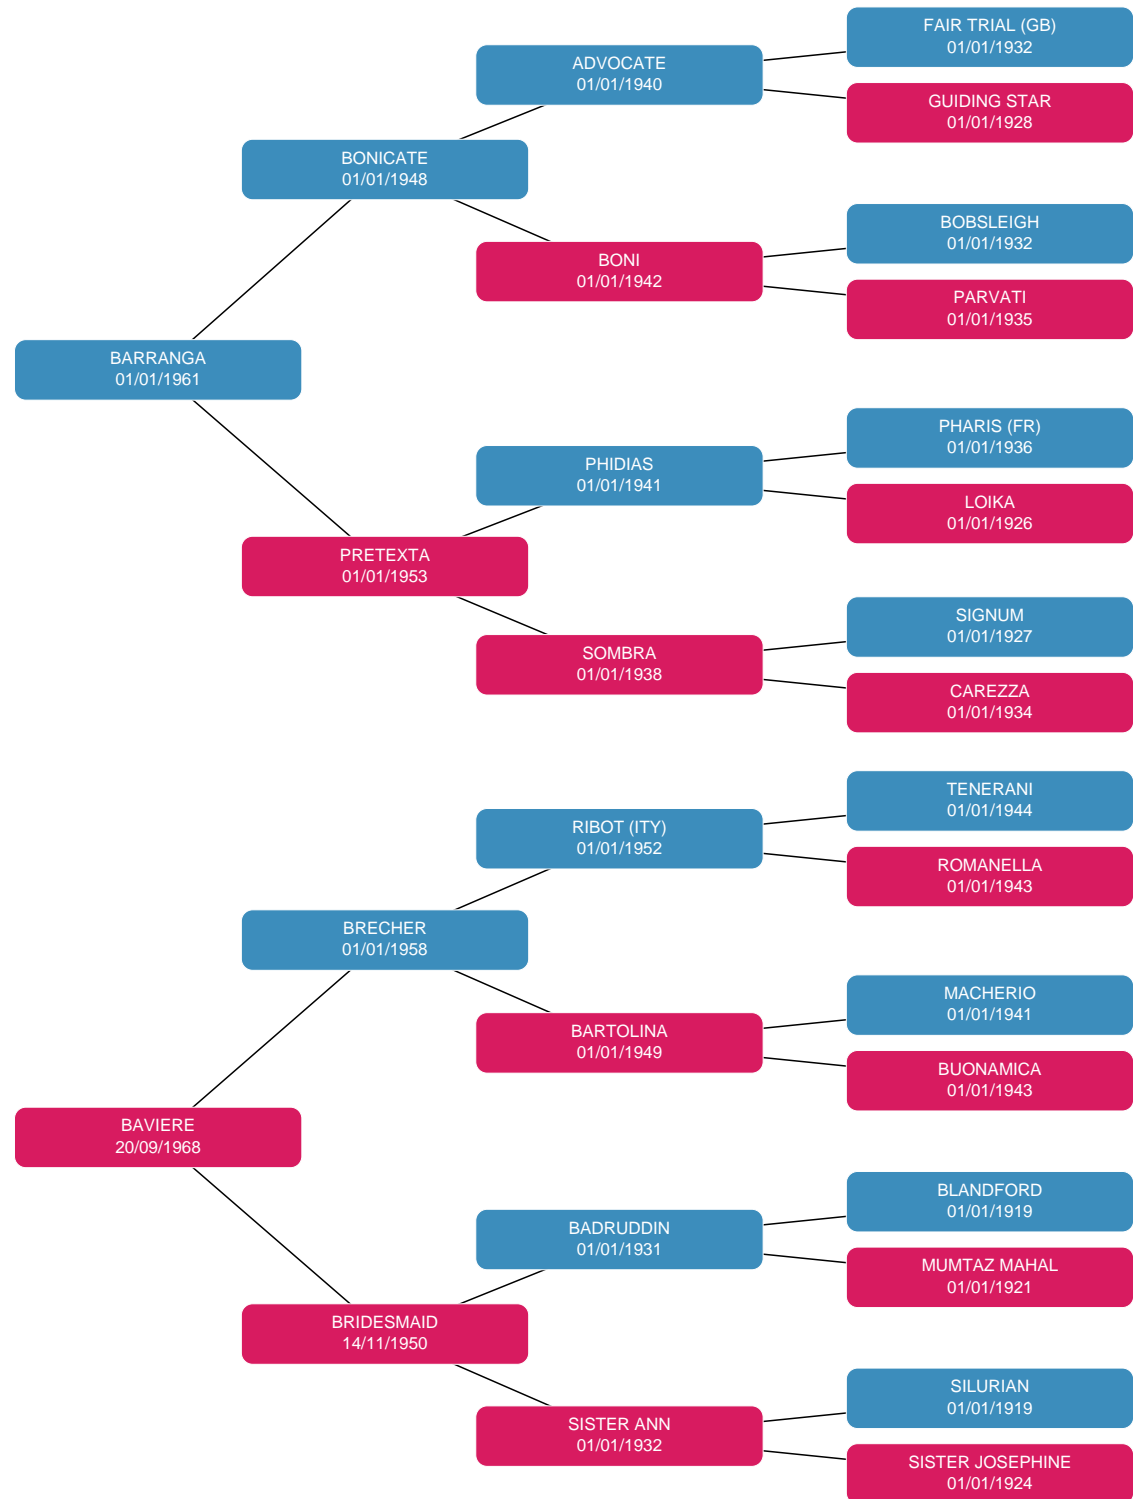 FAIR TRIAL (GB)
01/01/1932
ADVOCATE
01/01/1940
GUIDING STAR
01/01/1928
BONICATE
01/01/1948
BOBSLEIGH
01/01/1932
BONI
01/01/1942
PARVATI
01/01/1935
BARRANGA
01/01/1961
PHARIS (FR)
01/01/1936
PHIDIAS
01/01/1941
LOIKA
01/01/1926
PRETEXTA
01/01/1953
SIGNUM
01/01/1927
SOMBRA
01/01/1938
CAREZZA
01/01/1934
TENERANI
01/01/1944
RIBOT (ITY)
01/01/1952
ROMANELLA
01/01/1943
BRECHER
01/01/1958
MACHERIO
01/01/1941
BARTOLINA
01/01/1949
BUONAMICA
01/01/1943
BAVIERE
20/09/1968
BLANDFORD
01/01/1919
BADRUDDIN
01/01/1931
MUMTAZ MAHAL
01/01/1921
BRIDESMAID
14/11/1950
SILURIAN
01/01/1919
SISTER ANN
01/01/1932
SISTER JOSEPHINE
01/01/1924